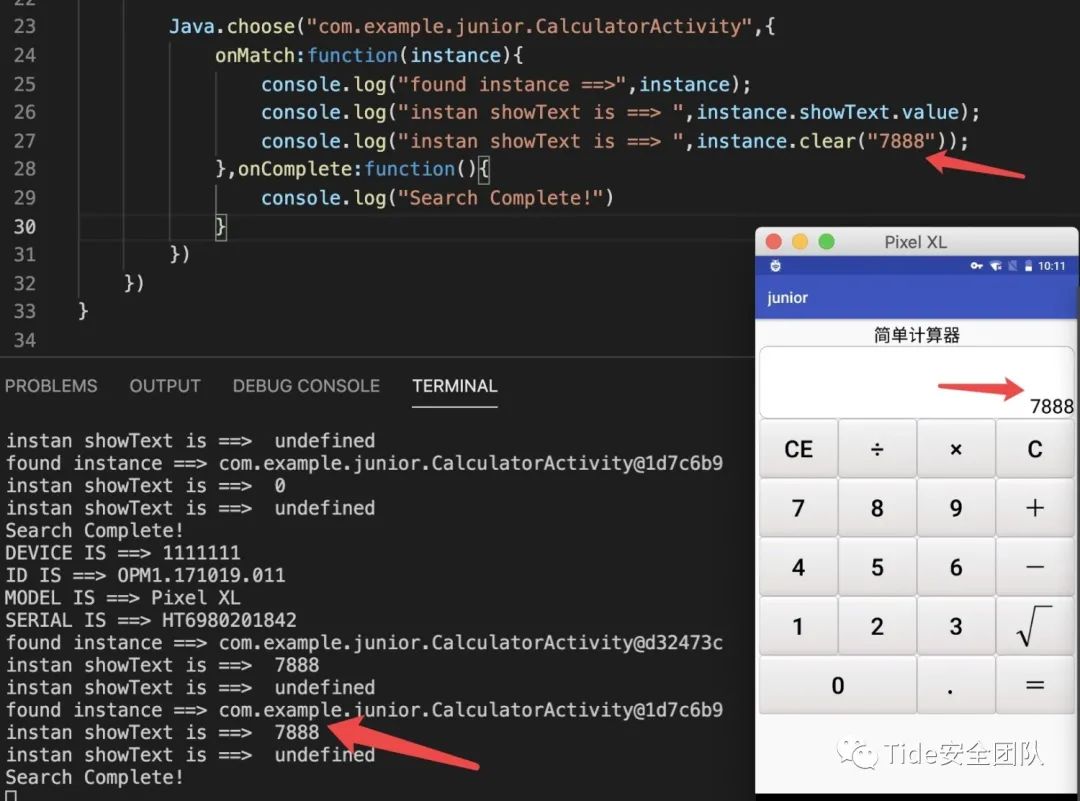 22
23 Java.choose("com.example.junior.CalculatorActivity",{
24 onMatch:function(instance){
25 console.log("found instance ==>",instance);
26 console.log("instan showText is ==> ",instance.showText.value);
27 console.log("instan showText is ==> ",instance.clear("7888"));
28 },onComplete:function(){
29 console.log("Search Complete!")
30 }
31 })
32 })
33 }
34
PROBLEMS OUTPUT DEBUG CONSOLE TERMINAL
instan showText is ==>  undefined
found instance ==> com.example.junior.CalculatorActivity@1d7c6b9
instan showText is ==>  0
instan showText is ==>  undefined
Search Complete!
DEVICE IS ==> 1111111
ID IS ==> OPM1.171019.011
MODEL IS ==> Pixel XL
SERIAL IS ==> HT6980201842
found instance ==> com.example.junior.CalculatorActivity@d32473c
instan showText is ==>  7888
instan showText is ==>  undefined
found instance ==> com.example.junior.CalculatorActivity@1d7c6b9
instan showText is ==>  7888
instan showText is ==>  undefined
Search Complete!
Pixel XL
10:11
junior
简单计算器
7888
CE ÷ × C
7 8 9 +
4 5 6 −
1 2 3 √
0 . =
Tide安全团队